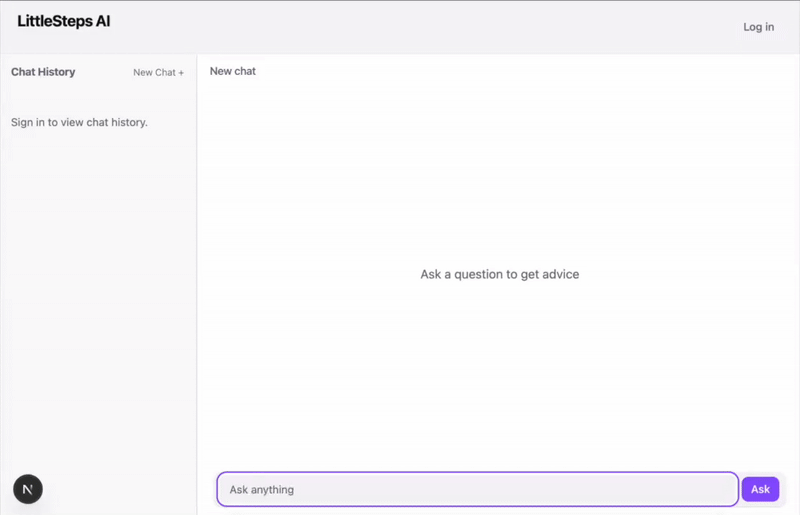 LittleSteps AI
Log in
Chat History
New Chat +
New chat
Sign in to view chat history.
Ask a question to get advice
N
Ask anything
Ask